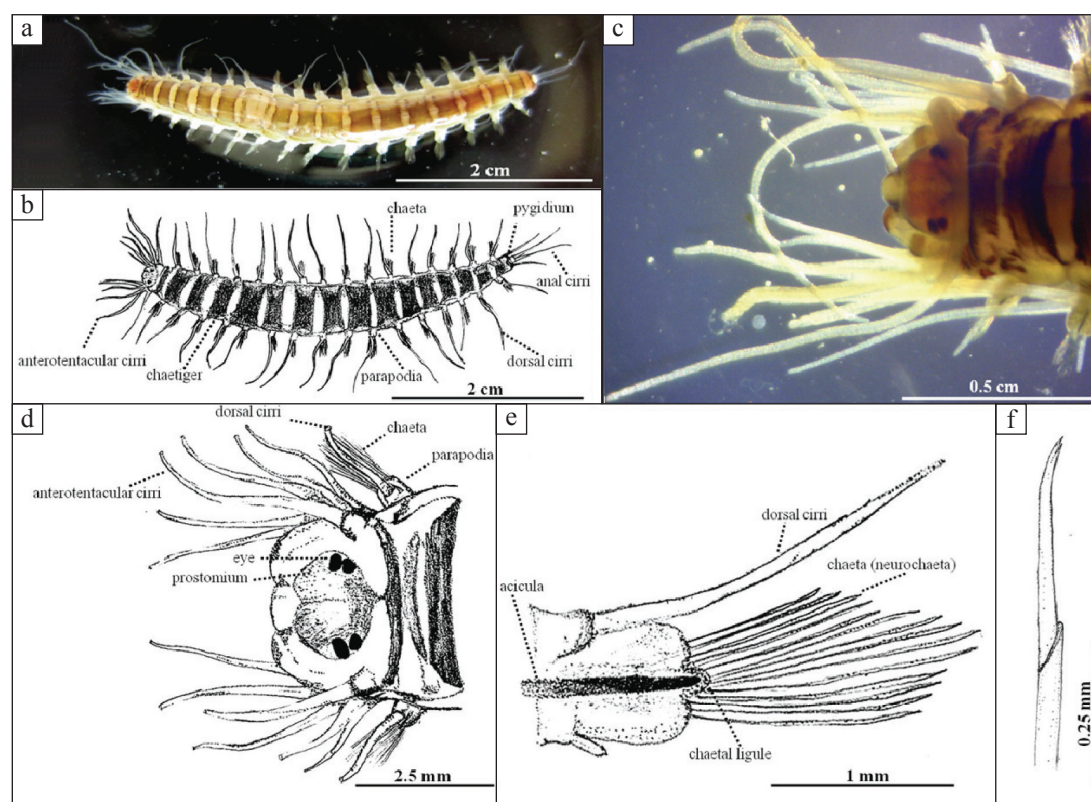 a
2 cm
b
chaeta
pygidium
anal cirri
anterotentacular cirri
chaetiger
parapodia
dorsal cirri
2 cm
c
0.5 cm
d
dorsal cirri
chaeta
parapodia
anterotentacular cirri
eye
prostomium
2.5 mm
e
dorsal cirri
chaeta (neurochaeta)
acicula
chaetal ligule
1 mm
f
0.25 mm